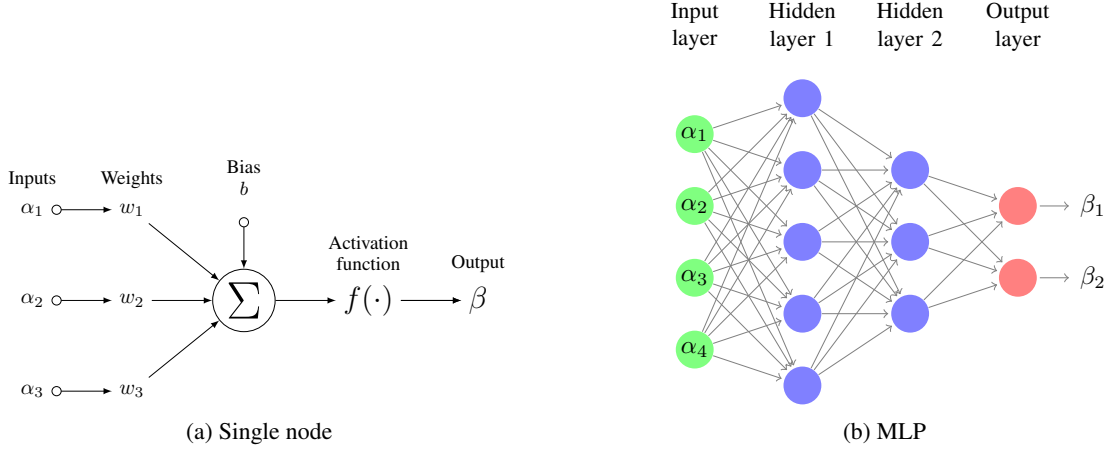 Inputs
Weights
Bias
b
α₁
w₁
α₂
w₂
α₃
w₃
∑
Activation
function
f(·)
Output
β
(a) Single node
Input
layer
Hidden
layer 1
Hidden
layer 2
Output
layer
α₁
α₂
α₃
α₄
β₁
β₂
(b) MLP